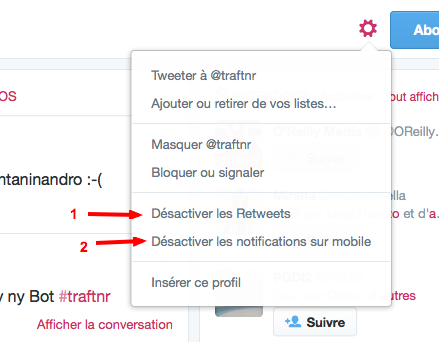 Abo
Tweeter à @traftnr
Ajouter ou retirer de vos listes...
OS
out affich
O'Reilly Media @OReilly
Suivre
Masquer @traftnr
ntaninandro :-(
Bloquer ou signaler
ella
1
Désactiver les Retweets
o et d'a
2
Désactiver les notifications sur mobile
Insérer ce profil
y ny Bot #traftnr
utres
Afficher la conversation
Suivre